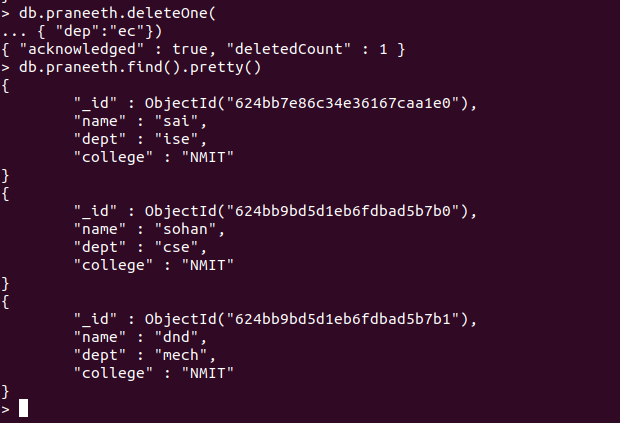 > db.praneeth.deleteOne(
... { "dep":"ec"})
{ "acknowledged" : true, "deletedCount" : 1 }
> db.praneeth.find().pretty()
{
        "_id" : ObjectId("624bb7e86c34e36167caa1e0"),
        "name" : "sai",
        "dept" : "ise",
        "college" : "NMIT"
}
{
        "_id" : ObjectId("624bb9bd5d1eb6fdbad5b7b0"),
        "name" : "sohan",
        "dept" : "cse",
        "college" : "NMIT"
}
{
        "_id" : ObjectId("624bb9bd5d1eb6fdbad5b7b1"),
        "name" : "dnd",
        "dept" : "mech",
        "college" : "NMIT"
}
>